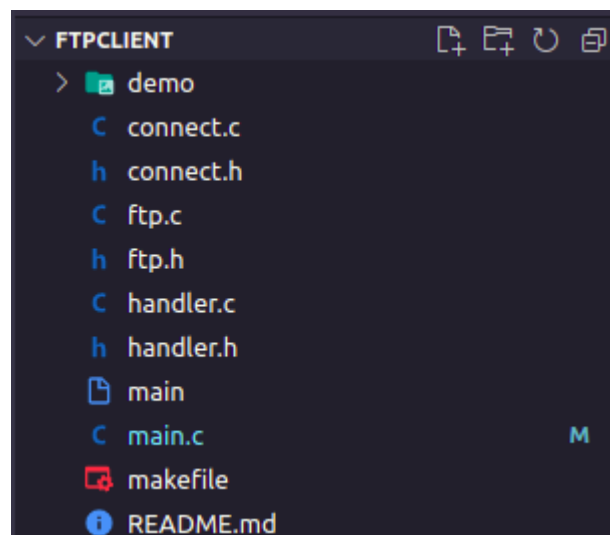 FTPCLIENT
demo
C connect.c
h connect.h
C ftp.c
h ftp.h
C handler.c
h handler.h
main
C main.c M
makefile
README.md